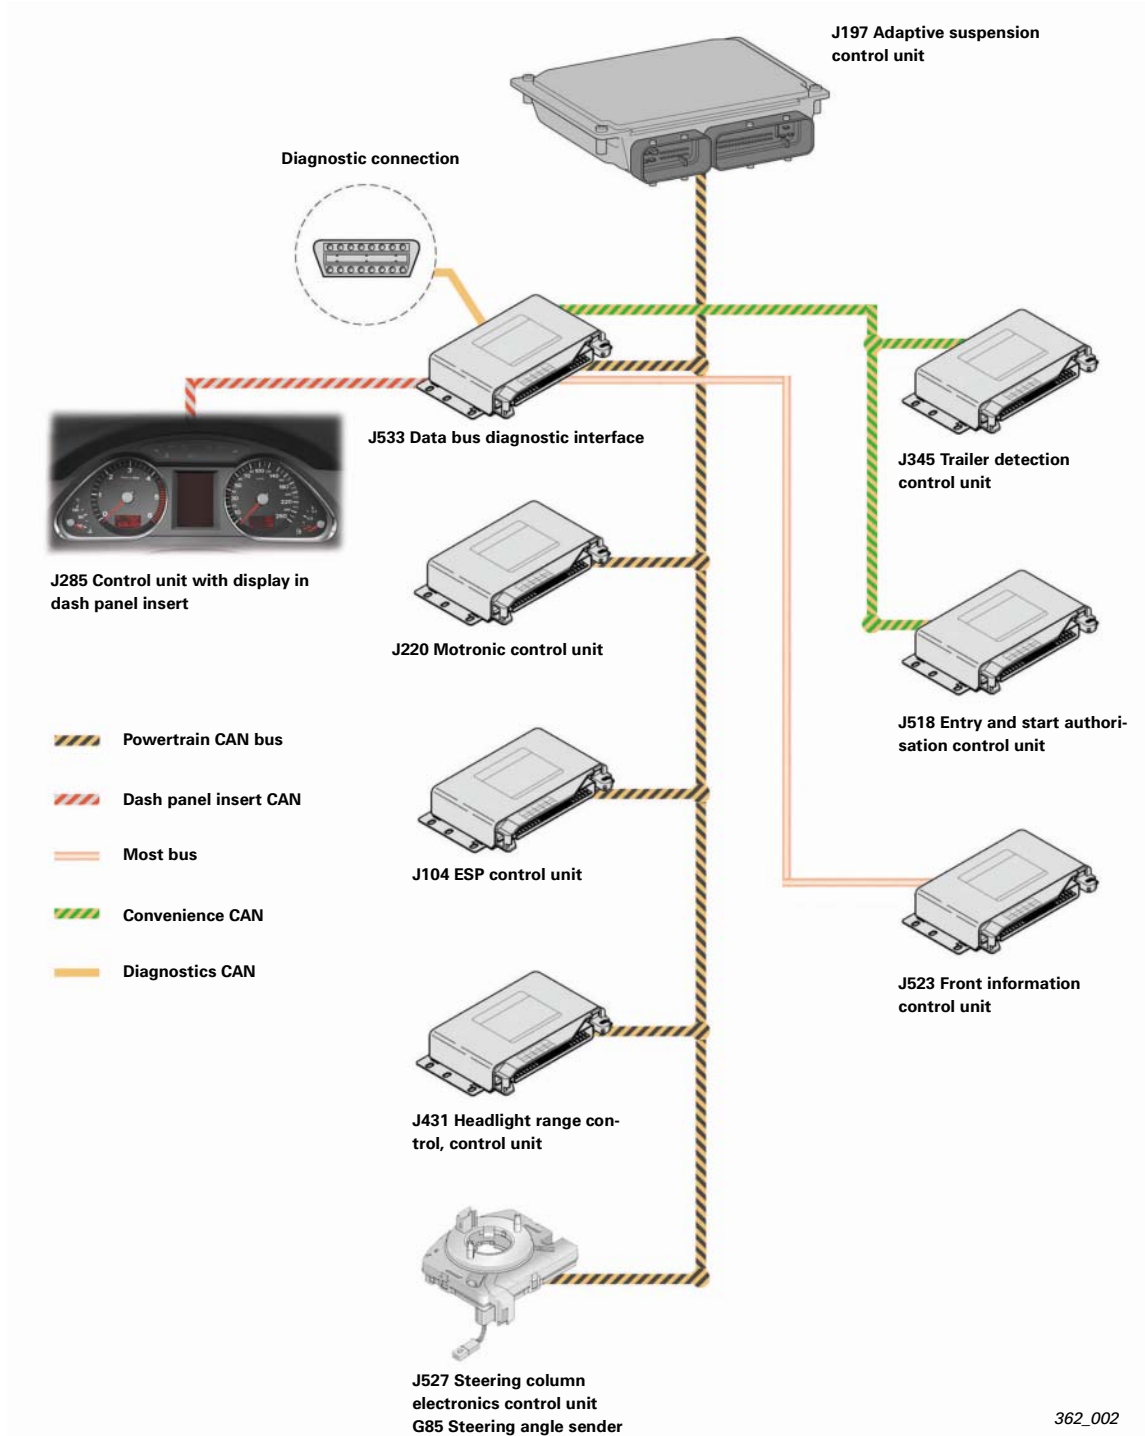 J197 Adaptive suspension
control unit
Diagnostic connection
J533 Data bus diagnostic interface
J345 Trailer detection
control unit
J285 Control unit with display in
dash panel insert
J220 Motronic control unit
J518 Entry and start authori-
sation control unit
Powertrain CAN bus
Dash panel insert CAN
Most bus
Convenience CAN
Diagnostics CAN
J104 ESP control unit
J523 Front information
control unit
J431 Headlight range con-
trol, control unit
J527 Steering column
electronics control unit
G85 Steering angle sender
362_002